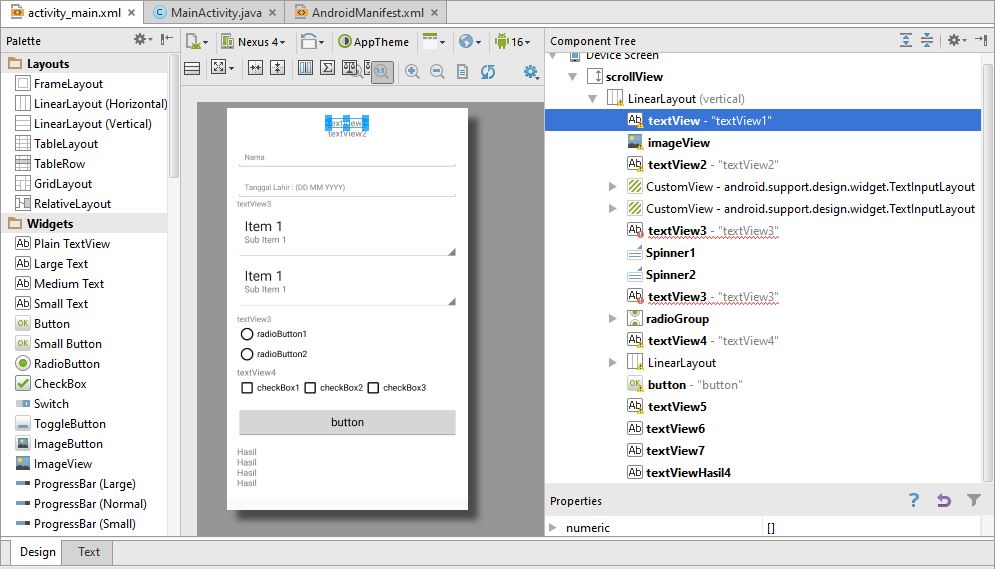 activity_main.xml MainActivity.java AndroidManifest.xml
Palette
Layouts
FrameLayout
LinearLayout (Horizontal)
LinearLayout (Vertical)
TableLayout
TableRow
GridLayout
RelativeLayout
Widgets
Plain TextView
Large Text
Medium Text
Small Text
Button
Small Button
RadioButton
CheckBox
Switch
ToggleButton
ImageButton
ImageView
ProgressBar (Large)
ProgressBar (Normal)
ProgressBar (Small)
Design Text
Nexus 4 AppTheme 16
textView2
Nama
Tanggal Lahir : (DD MM YYYY)
textView3
Item 1
Sub Item 1
Item 1
Sub Item 1
textView3
radioButton1
radioButton2
textView4
checkBox1 checkBox2 checkBox3
button
Hasil
Hasil
Hasil
Hasil
Component Tree
Device Screen
scrollView
LinearLayout (vertical)
textView - "textView1"
imageView
textView2 - "textView2"
CustomView - android.support.design.widget.TextInputLayout
CustomView - android.support.design.widget.TextInputLayout
textView3 - "textView3"
Spinner1
Spinner2
textView3 - "textView3"
radioGroup
textView4 - "textView4"
LinearLayout
button - "button"
textView5
textView6
textView7
textViewHasil4
Properties
numeric []